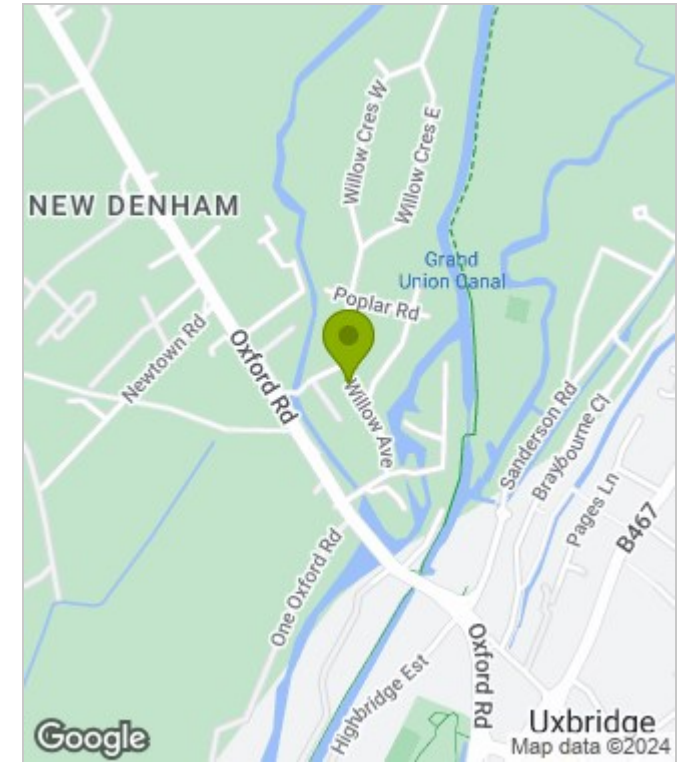 Willow Cres W
Willow Cres E
NEW DENHAM
Grand
Union Canal
Poplar Rd
Newtown Rd
Oxford Rd
Willow Ave
Sanderson Rd
Braybourne Cl
Pages Ln
B467
One Oxford Rd
Highbridge Est
Oxford Rd
Uxbridge
Google
Map data ©2024